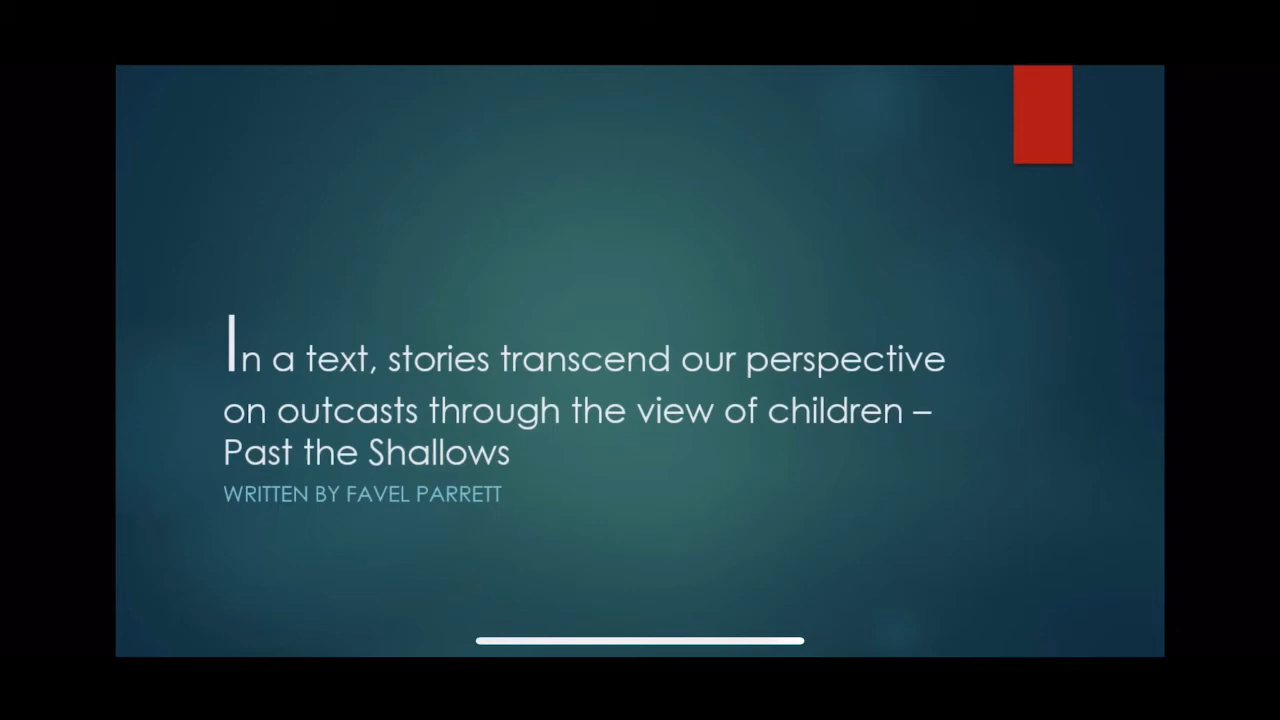 In a text, stories transcend our perspective
on outcasts through the view of children –
Past the Shallows
WRITTEN BY FAVEL PARRETT